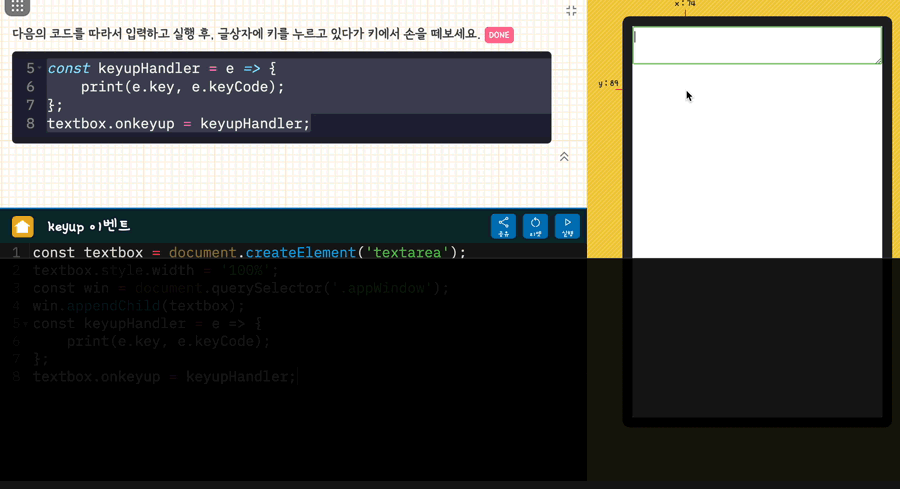 x:74
다음의 코드를 따라서 입력하고 실행 후, 글상자에 키를 누르고 있다가 키에서 손을 떼보세요. DONE
5 const keyupHandler = e => {
6 print(e.key, e.keyCode);
7 };
8 textbox.onkeyup = keyupHandler;
y:89
keyup 이벤트
공유 리셋 실행
1 const textbox = document.createElement('textarea');
2 textbox.style.width = '100%';
3 const win = document.querySelector('.appWindow');
4 win.appendChild(textbox);
5 const keyupHandler = e => {
6 print(e.key, e.keyCode);
7 };
8 textbox.onkeyup = keyupHandler;